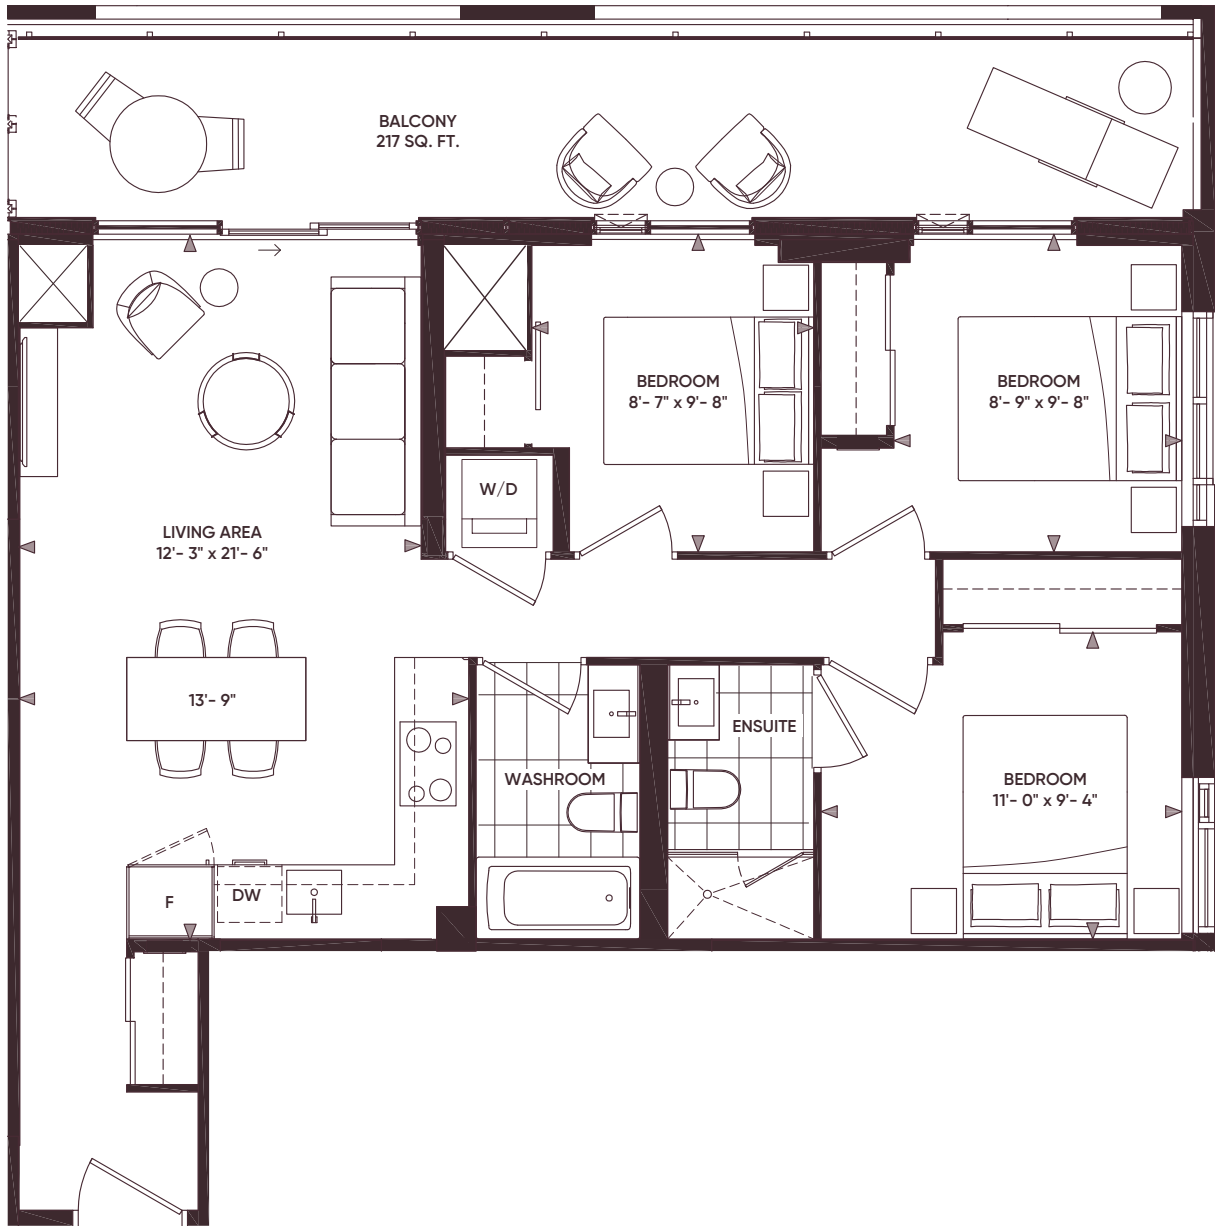 BALCONY
217 SQ. FT.
BEDROOM
8'- 7" x 9'- 8"
BEDROOM
8'- 9" x 9'- 8"
W/D
LIVING AREA
12'- 3" x 21'- 6"
13'- 9"
ENSUITE
WASHROOM
BEDROOM
11'- 0" x 9'- 4"
F
DW